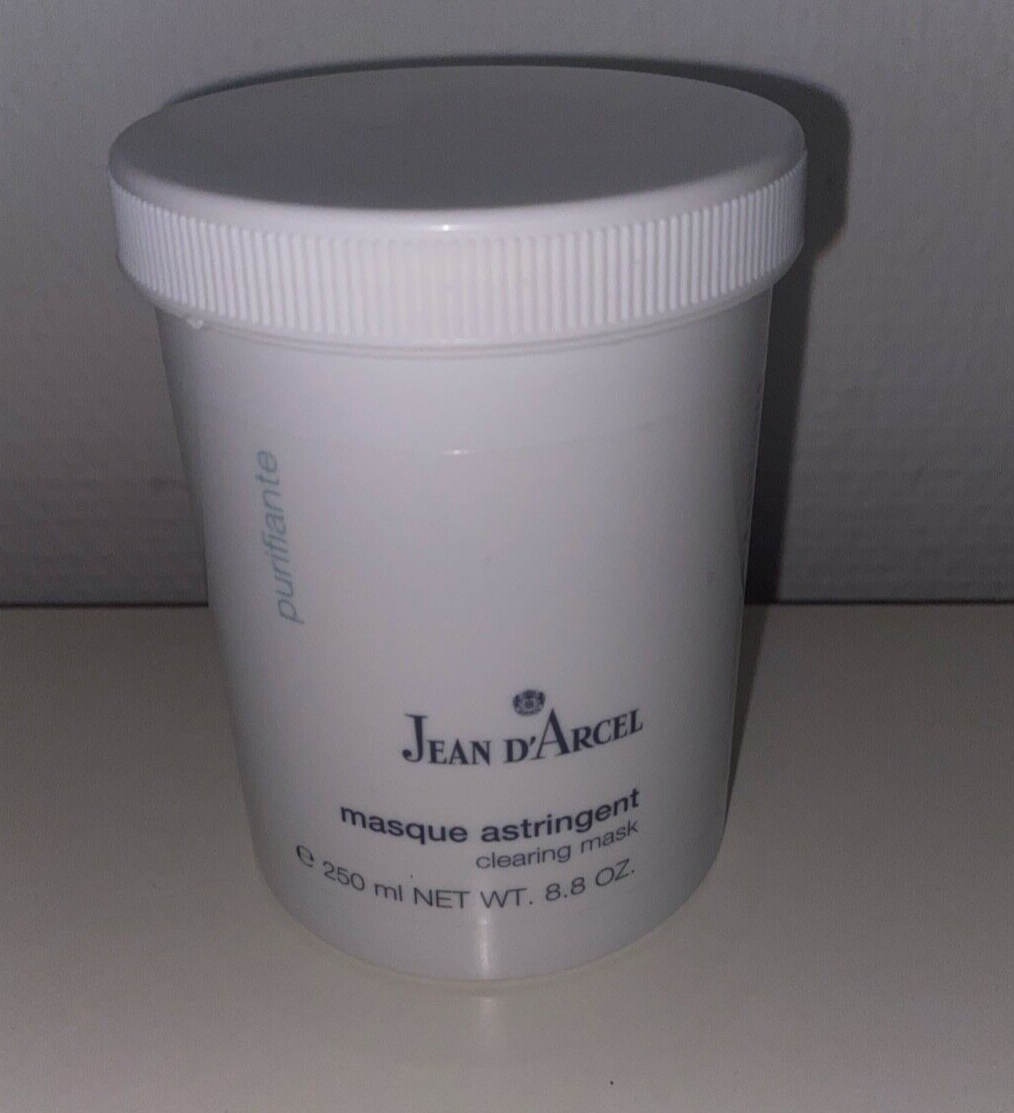 purifiante
JEAN D'ARCEL
masque astringent
clearing mask
e 250 ml NET WT. 8.8 OZ.